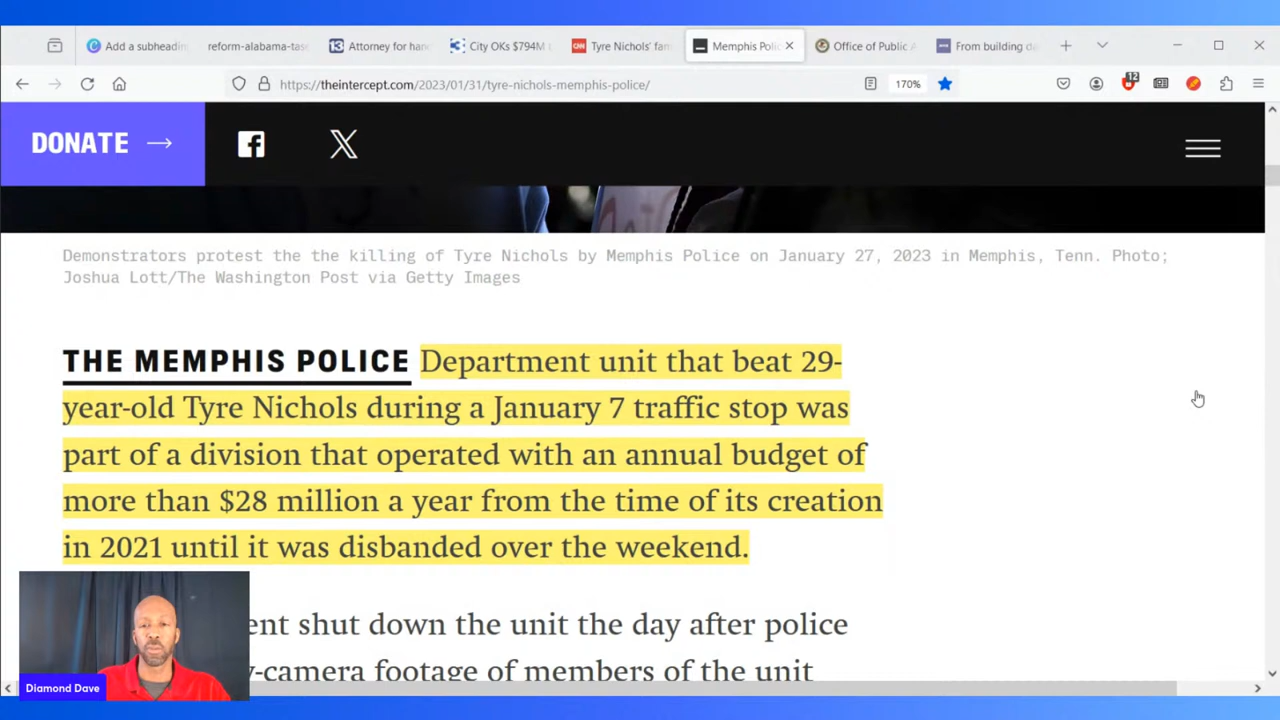 Add a subheadin
reform-alabama-tas
13 Attorney for han
City OKs $794M
CNN Tyre Nichols' fam
Memphis Poli
Office of Public A
From building d
https://theintercept.com/2023/01/31/tyre-nichols-memphis-police/
170%
12
DONATE →
Demonstrators protest the the killing of Tyre Nichols by Memphis Police on January 27, 2023 in Memphis, Tenn. Photo;
Joshua Lott/The Washington Post via Getty Images
THE MEMPHIS POLICE Department unit that beat 29-
year-old Tyre Nichols during a January 7 traffic stop was
part of a division that operated with an annual budget of
more than $28 million a year from the time of its creation
in 2021 until it was disbanded over the weekend.
ent shut down the unit the day after police
y-camera footage of members of the unit
Diamond Dave